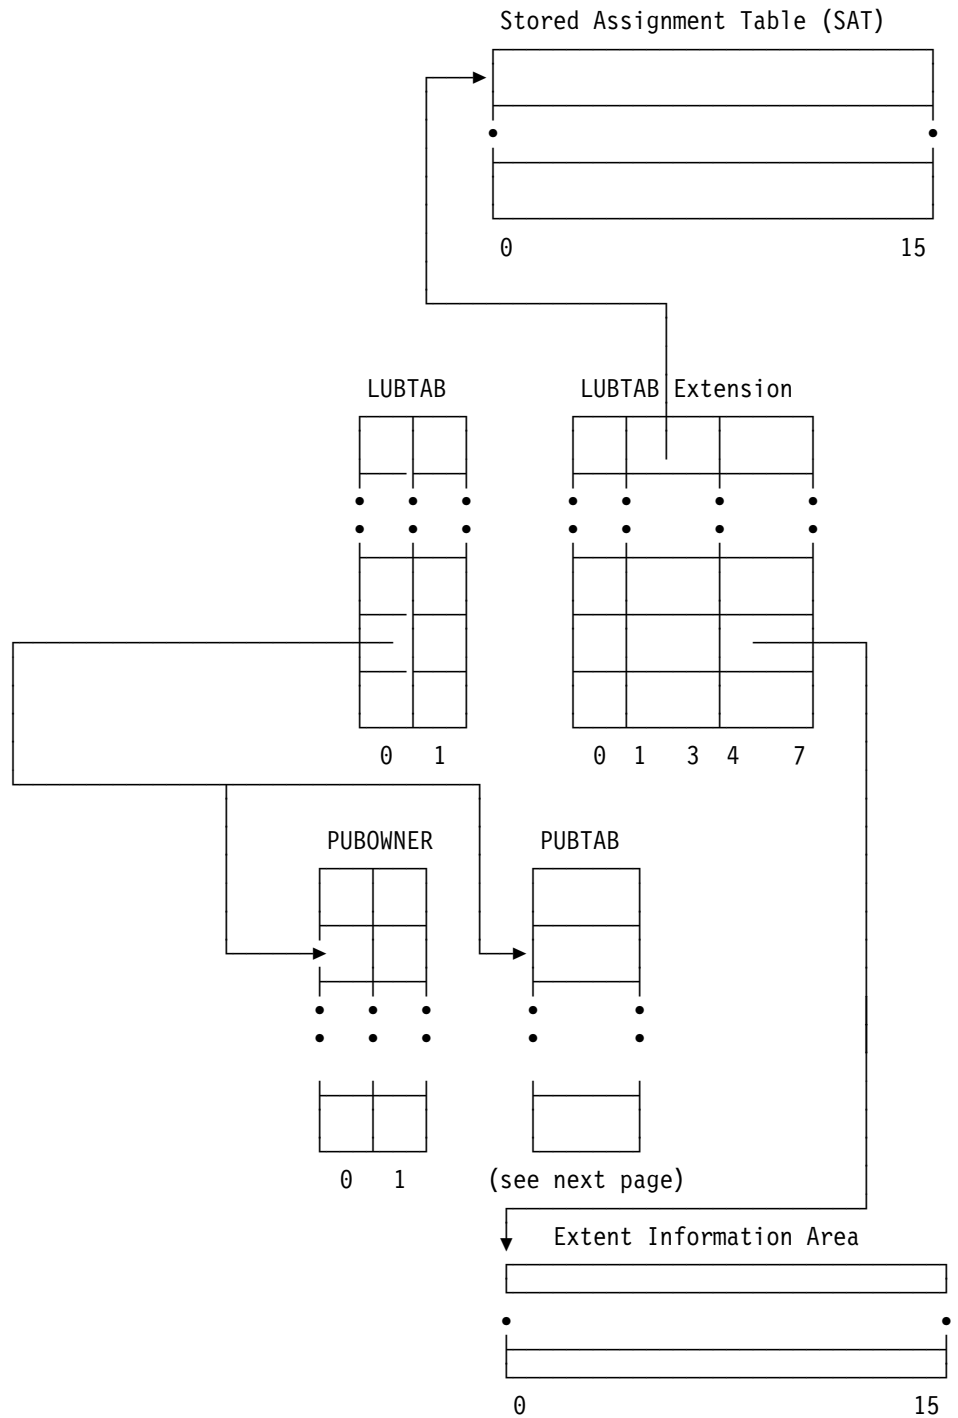 Stored Assignment Table (SAT)
0 15
LUBTAB LUBTAB Extension
0 1 0 1 3 4 7
PUBOWNER PUBTAB
0 1 (see next page)
Extent Information Area
0 15